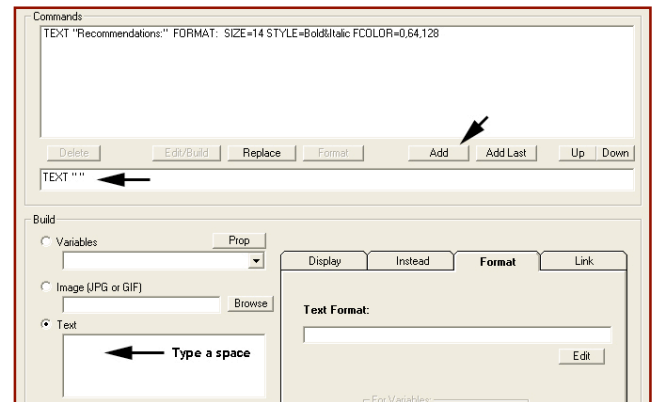 Commands
TEXT "Recommendations:" FORMAT: SIZE=14 STYLE=Bold&Italic FCOLOR=0,64,128
Delete Edit/Build Replace Format Add Add Last Up Down
TEXT " "
Build
Variables Prop
Display Instead Format Link
Image (JPG or GIF)
Browse
Text Format:
Text
Type a space
Edit
For Variables: